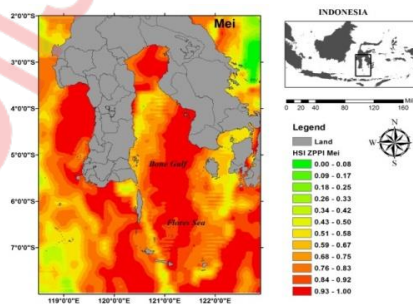 Mei
INDONESIA
2°0'0"S
3°0'0"S
4°0'0"S
5°0'0"S
6°0'0"S
7°0'0"S
Bone Gulf
Flores Sea
119°0'0"E
120°0'0"E
121°0'0"E
122°0'0"E
0 20 40 80 120 160
N
S
Legend
Land
HSI ZPPI Mei
0.00 - 0.08
0.09 - 0.17
0.18 - 0.25
0.26 - 0.33
0.34 - 0.42
0.43 - 0.50
0.51 - 0.58
0.59 - 0.67
0.68 - 0.75
0.76 - 0.83
0.84 - 0.92
0.93 - 1.00